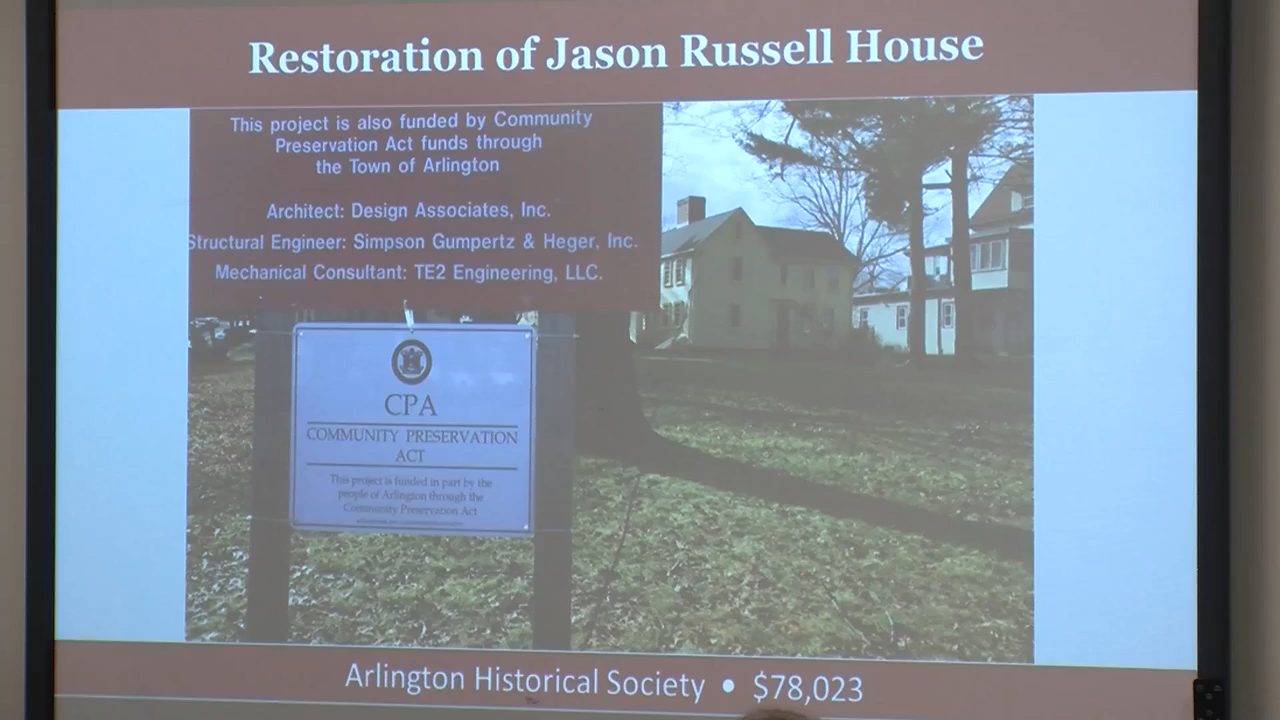 Restoration of Jason Russell House
This project is also funded by Community
Preservation Act funds through
the Town of Arlington
Architect: Design Associates, Inc.
Structural Engineer: Simpson Gumpertz & Heger, Inc.
Mechanical Consultant: TE2 Engineering, LLC.
CPA
COMMUNITY PRESERVATION
ACT
This project is funded in part by the
people of Arlington through the
Community Preservation Act
Arlington Historical Society • $78,023